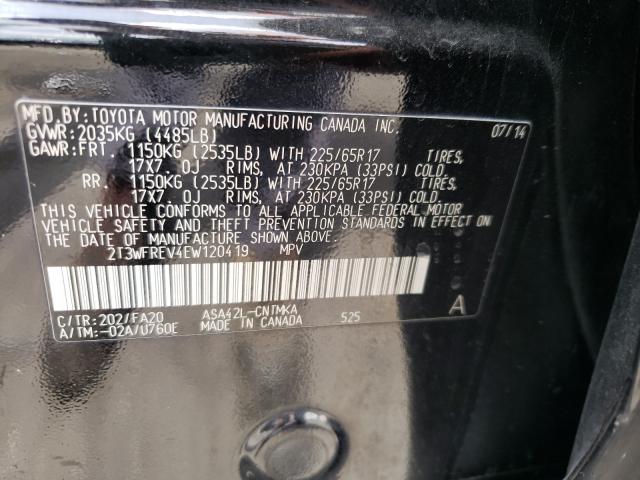 MFD.BY:TOYOTA MOTOR MANUFACTURING CANADA INC. 07/14
GVWR:2035KG (4485LB)
GAWR:FRT. 1150KG (2535LB) WITH 225/65R17 TIRES,
17X7.0J RIMS, AT 230KPA (33PSI) COLD.
RR. 1150KG (2535LB) WITH 225/65R17 TIRES,
17X7.0J RIMS, AT 230KPA (33PSI) COLD.
THIS VEHICLE CONFORMS TO ALL APPLICABLE FEDERAL MOTOR
VEHICLE SAFETY AND THEFT PREVENTION STANDARDS IN EFFECT ON
THE DATE OF MANUFACTURE SHOWN ABOVE.
2T3WFREV4EW120419 MPV
C/TR:202/FA20 ASA42L-CNTMKA A
A/TM:-02A/U760E MADE IN CANADA 525